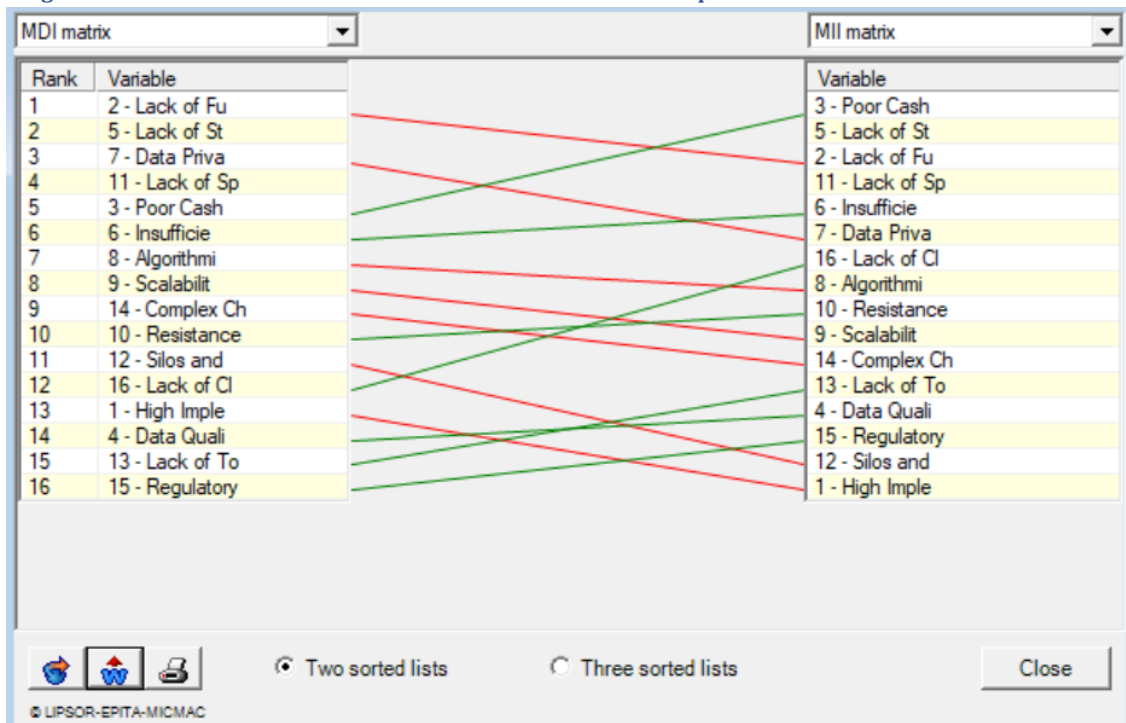 MDI matrix MII matrix
Rank Variable Variable
1 2 - Lack of Fu 3 - Poor Cash
2 5 - Lack of St 5 - Lack of St
3 7 - Data Priva 2 - Lack of Fu
4 11 - Lack of Sp 11 - Lack of Sp
5 3 - Poor Cash 6 - Insufficie
6 6 - Insufficie 7 - Data Priva
7 8 - Algorithmi 16 - Lack of Cl
8 9 - Scalabilit 8 - Algorithmi
9 14 - Complex Ch 10 - Resistance
10 10 - Resistance 9 - Scalabilit
11 12 - Silos and 14 - Complex Ch
12 16 - Lack of Cl 13 - Lack of To
13 1 - High Imple 4 - Data Quali
14 4 - Data Quali 15 - Regulatory
15 13 - Lack of To 12 - Silos and
16 15 - Regulatory 1 - High Imple
Two sorted lists Three sorted lists Close
© LIPSOR-EPITA-MICMAC